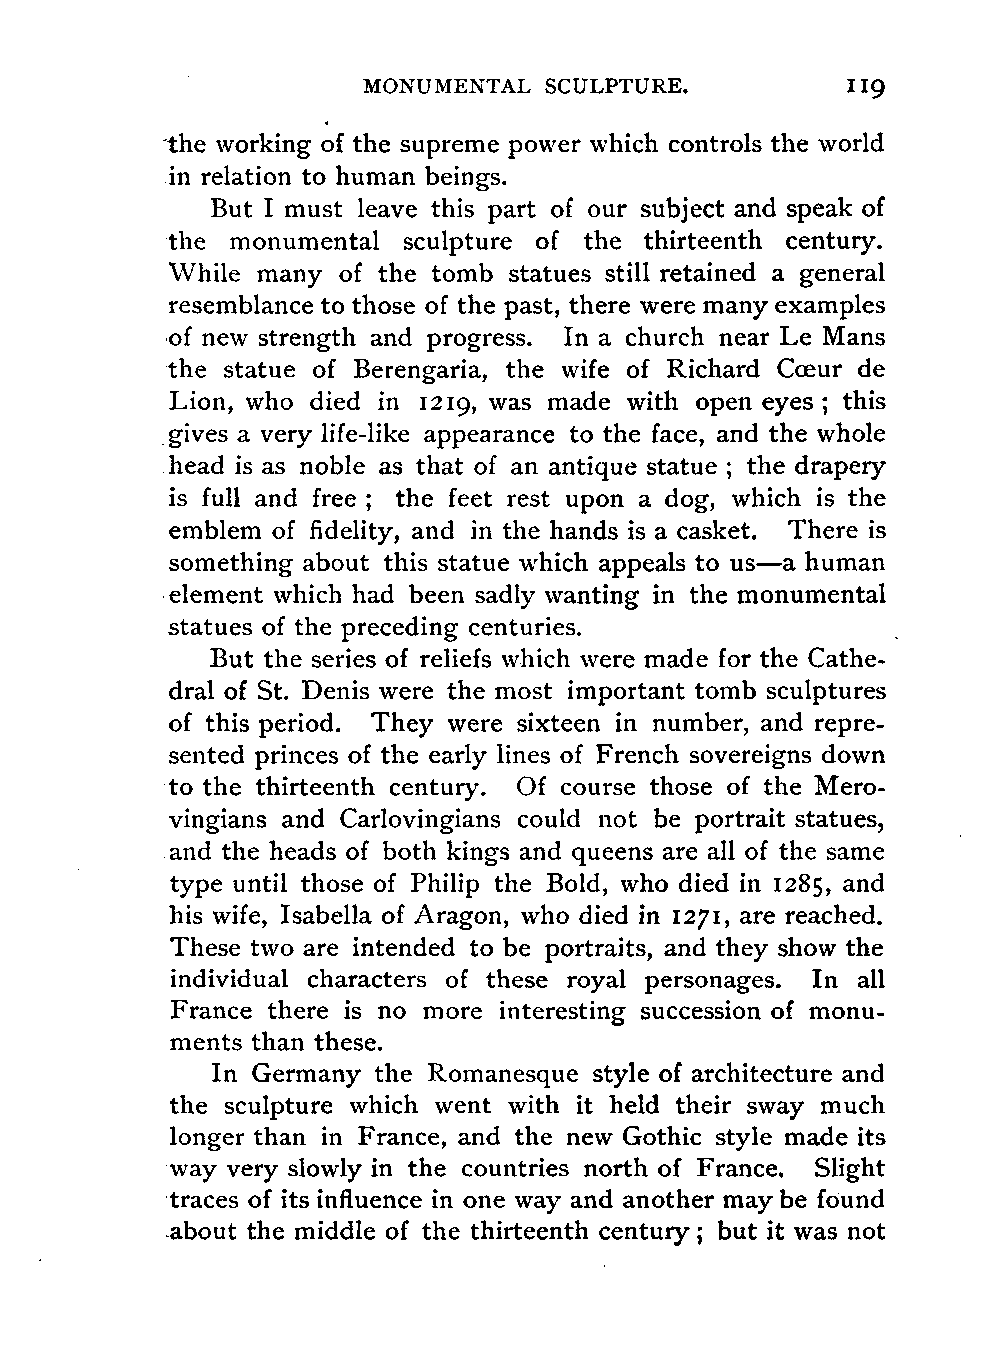 MONUMENTAL SCULPTURE. 119
the working of the supreme power which controls the world
in relation to human beings.
But I must leave this part of our subject and speak of
the monumental sculpture of the thirteenth century.
While many of the tomb statues still retained a general
resemblance to those of the past, there were many examples
of new strength and progress. In a church near Le Mans
the statue of Berengaria, the wife of Richard Cœur de
Lion, who died in 1219, was made with open eyes ; this
gives a very life-like appearance to the face, and the whole
head is as noble as that of an antique statue ; the drapery
is full and free ; the feet rest upon a dog, which is the
emblem of fidelity, and in the hands is a casket. There is
something about this statue which appeals to us—a human
element which had been sadly wanting in the monumental
statues of the preceding centuries.
But the series of reliefs which were made for the Cathe-
dral of St. Denis were the most important tomb sculptures
of this period. They were sixteen in number, and repre-
sented princes of the early lines of French sovereigns down
to the thirteenth century. Of course those of the Mero-
vingians and Carlovingians could not be portrait statues,
and the heads of both kings and queens are all of the same
type until those of Philip the Bold, who died in 1285, and
his wife, Isabella of Aragon, who died in 1271, are reached.
These two are intended to be portraits, and they show the
individual characters of these royal personages. In all
France there is no more interesting succession of monu-
ments than these.
In Germany the Romanesque style of architecture and
the sculpture which went with it held their sway much
longer than in France, and the new Gothic style made its
way very slowly in the countries north of France. Slight
traces of its influence in one way and another may be found
about the middle of the thirteenth century ; but it was not